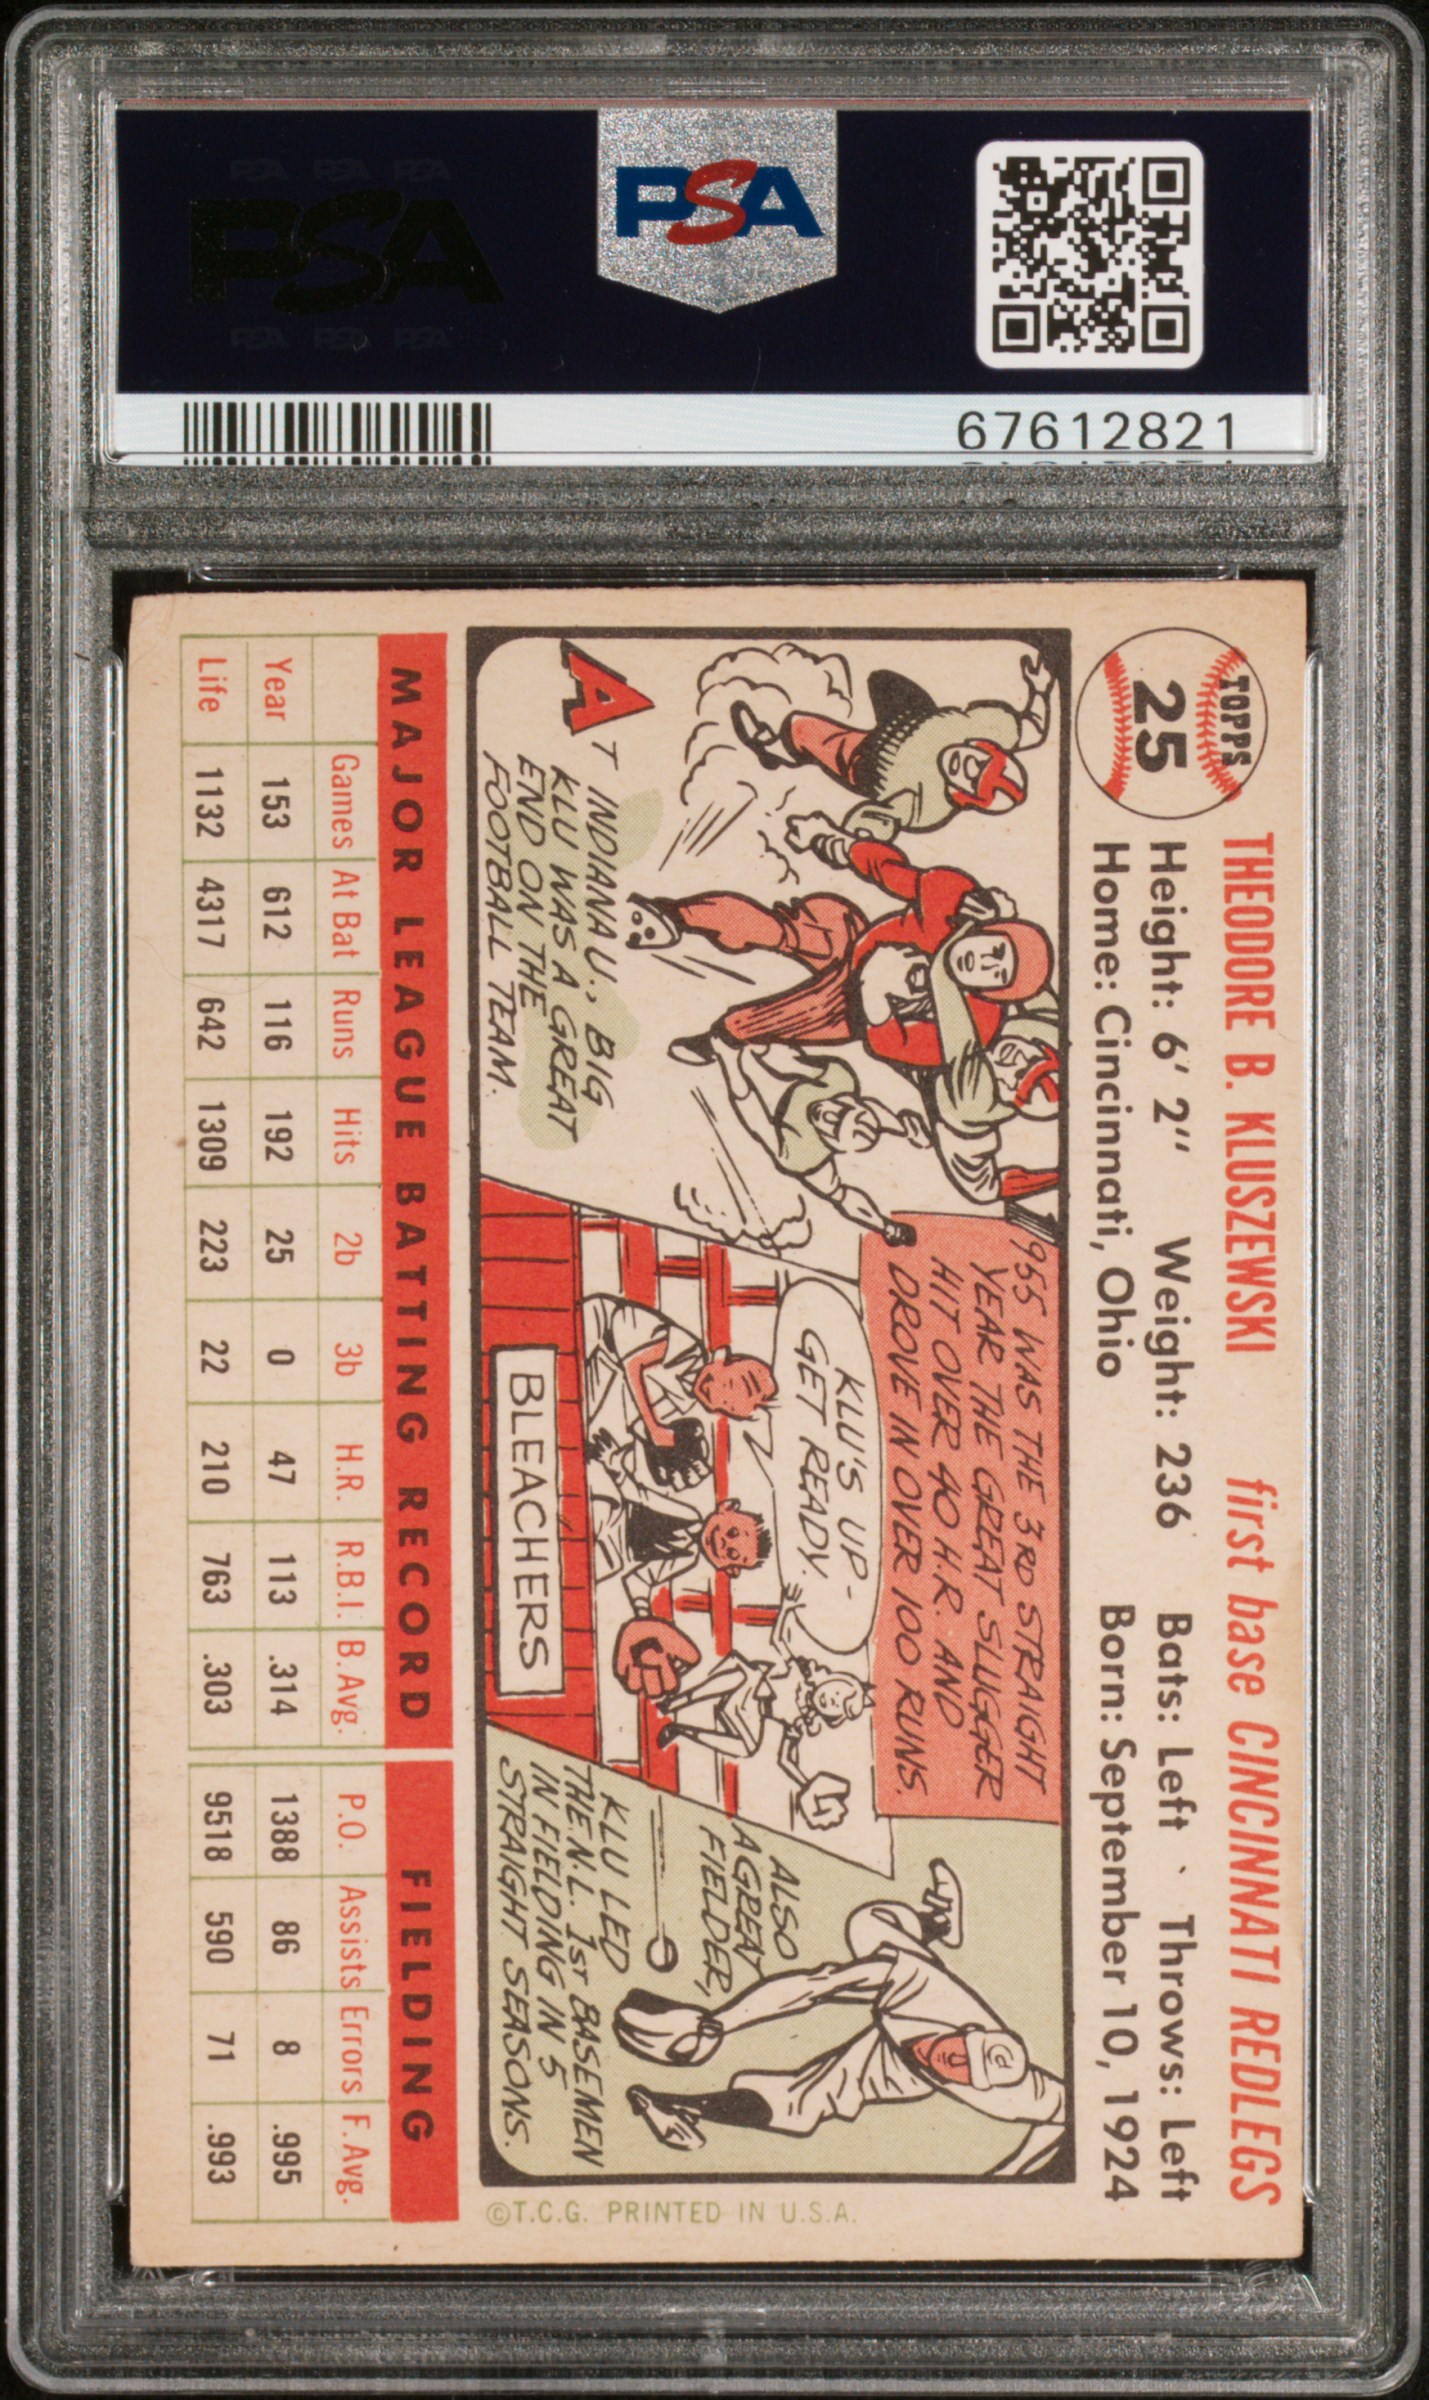 PSA PSA PSA
PSA
PSA PSA PSA
PSA
67612821
TOPPS
25
THEODORE B. KLUSZEWSKI first base CINCINNATI REDLEGS
Height: 6' 2" Weight: 236 Bats: Left Throws: Left
Home: Cincinnati, Ohio Born: September 10, 1924
AT INDIANA U., BIG
KLU WAS A GREAT
END ON THE
FOOTBALL TEAM.
1955 WAS THE 3RD STRAIGHT
YEAR THE GREAT SLUGGER
HIT OVER 40 H.R. AND
DROVE IN OVER 100 RUNS.
KLU'S UP-
GET READY.
BLEACHERS
ALSO
A GREAT
FIELDER,
KLU LED
THE N.L. 1ST BASEMEN
IN FIELDING IN 5
STRAIGHT SEASONS.
©T.C.G. PRINTED IN U.S.A.
MAJOR LEAGUE BATTING RECORD FIELDING
Games At Bat Runs Hits 2b 3b H.R. R.B.I. B.Avg. P.O. Assists Errors F. Avg.
Year 153 612 116 192 25 0 47 113 .314 1388 86 8 .995
Life 1132 4317 642 1309 223 22 210 763 .303 9518 590 71 .993